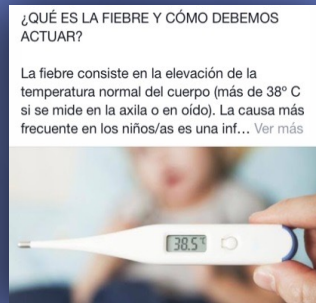 ¿QUÉ ES LA FIEBRE Y CÓMO DEBEMOS
ACTUAR?
La fiebre consiste en la elevación de la
temperatura normal del cuerpo (más de 38º C
si se mide en la axila o en oído). La causa más
frecuente en los niños/as es una inf... Ver más
38.5